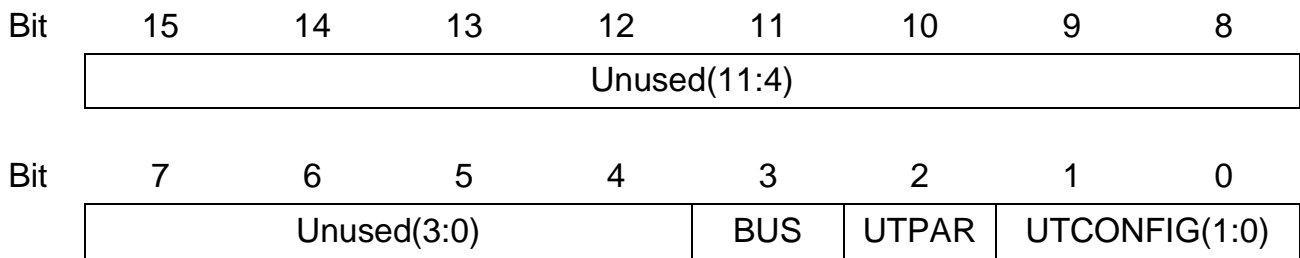 Bit 15 14 13 12 11 10 9 8
Unused(11:4)
Bit 7 6 5 4 3 2 1 0
Unused(3:0) BUS UTPAR UTCONFIG(1:0)